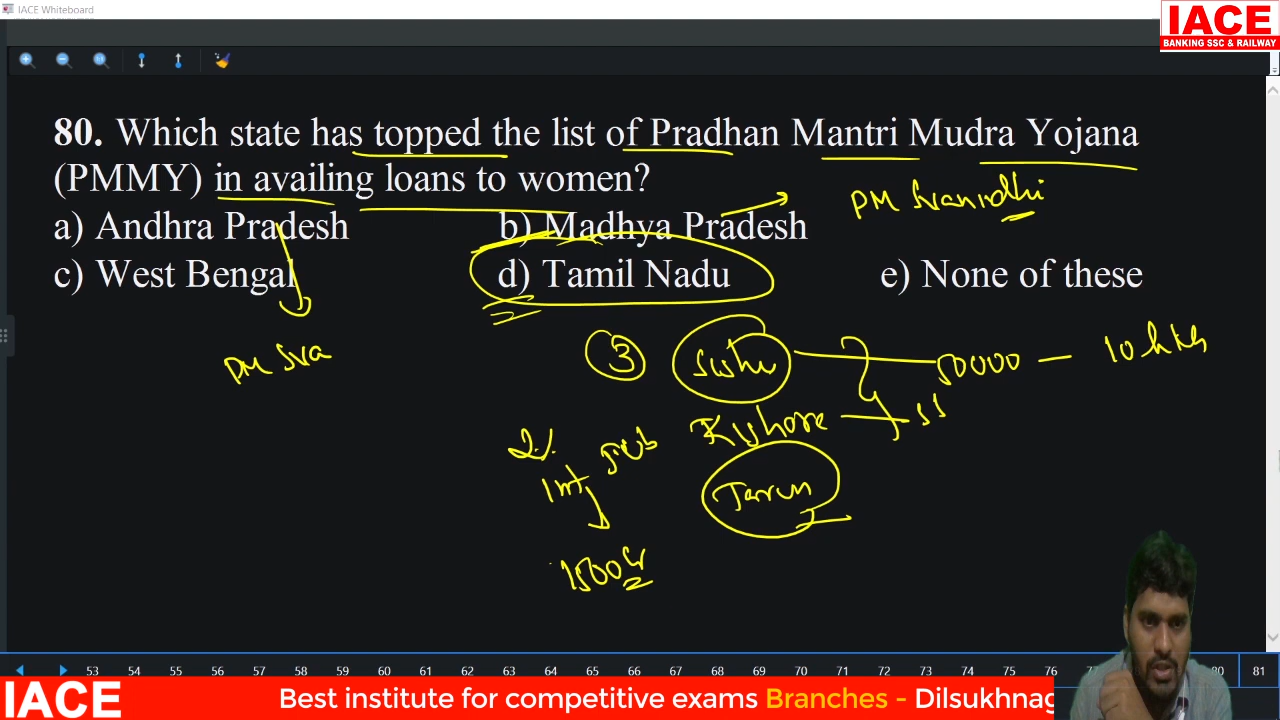 IACE Whiteboard
IACE
BANKING SSC & RAILWAY
80. Which state has topped the list of Pradhan Mantri Mudra Yojana
(PMMY) in availing loans to women?
PM Svanidhi
a) Andhra Pradesh b) Madhya Pradesh
c) West Bengal d) Tamil Nadu e) None of these
PM Sva
3
50000 — 10 lkhs
Kishore
2%
Int sub
Tarun
1500 Cr
53 54 55 56 57 58 59 60 61 62 63 64 65 66 67 68 69 70 71 72 73 74 75 76 80 81
IACE Best institute for competitive exams Branches - Dilsukhnag